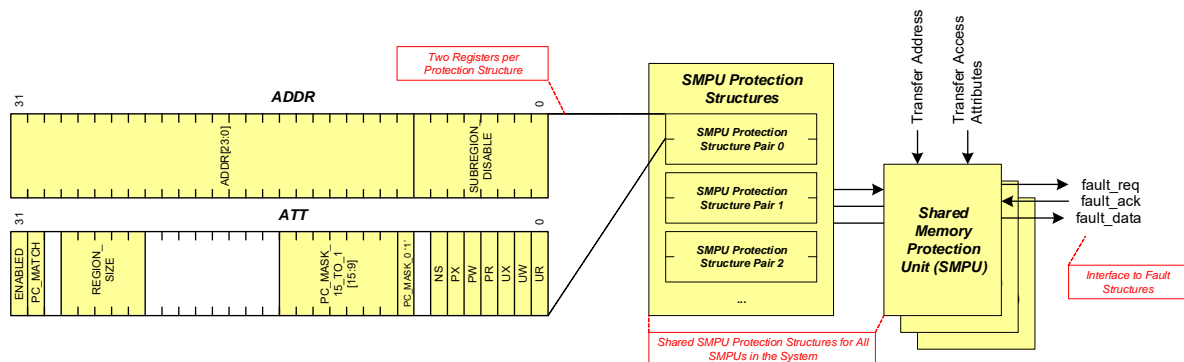 Two Registers per
Protection Structure
31
ADDR
0
ADDR[23:0]
SUBREGION_
DISABLE
31
ATT
0
ENABLED
PC_MATCH
REGION_
SIZE
PC_MASK_
15_TO_1
[15:9]
PC_MASK_0 '1'
NS
PX
PW
PR
UX
UW
UR
SMPU Protection
Structures
SMPU Protection
Structure Pair 0
SMPU Protection
Structure Pair 1
SMPU Protection
Structure Pair 2
...
Shared SMPU Protection Structures for All
SMPUs in the System
Transfer Address
Transfer Access
Attributes
Shared
Memory
Protection
Unit (SMPU)
fault_req
fault_ack
fault_data
Interface to Fault
Structures